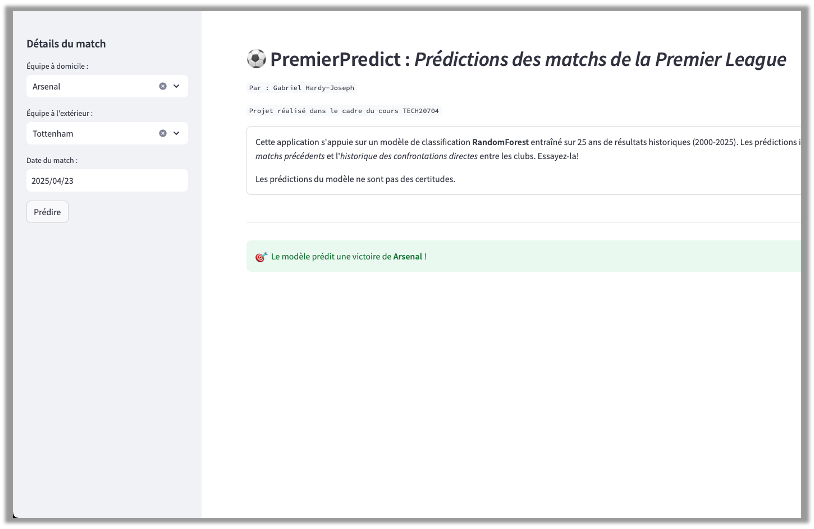 Détails du match
Équipe à domicile :
Arsenal
Équipe à l'extérieur :
Tottenham
Date du match :
2025/04/23
Prédire
PremierPredict : Prédictions des matchs de la Premier League
Par : Gabriel Hardy-Joseph
Projet réalisé dans le cadre du cours TECH20704
Cette application s'appuie sur un modèle de classification RandomForest entraîné sur 25 ans de résultats historiques (2000-2025). Les prédictions
matchs précédents et l'historique des confrontations directes entre les clubs. Essayez-la!
Les prédictions du modèle ne sont pas des certitudes.
Le modèle prédit une victoire de Arsenal !